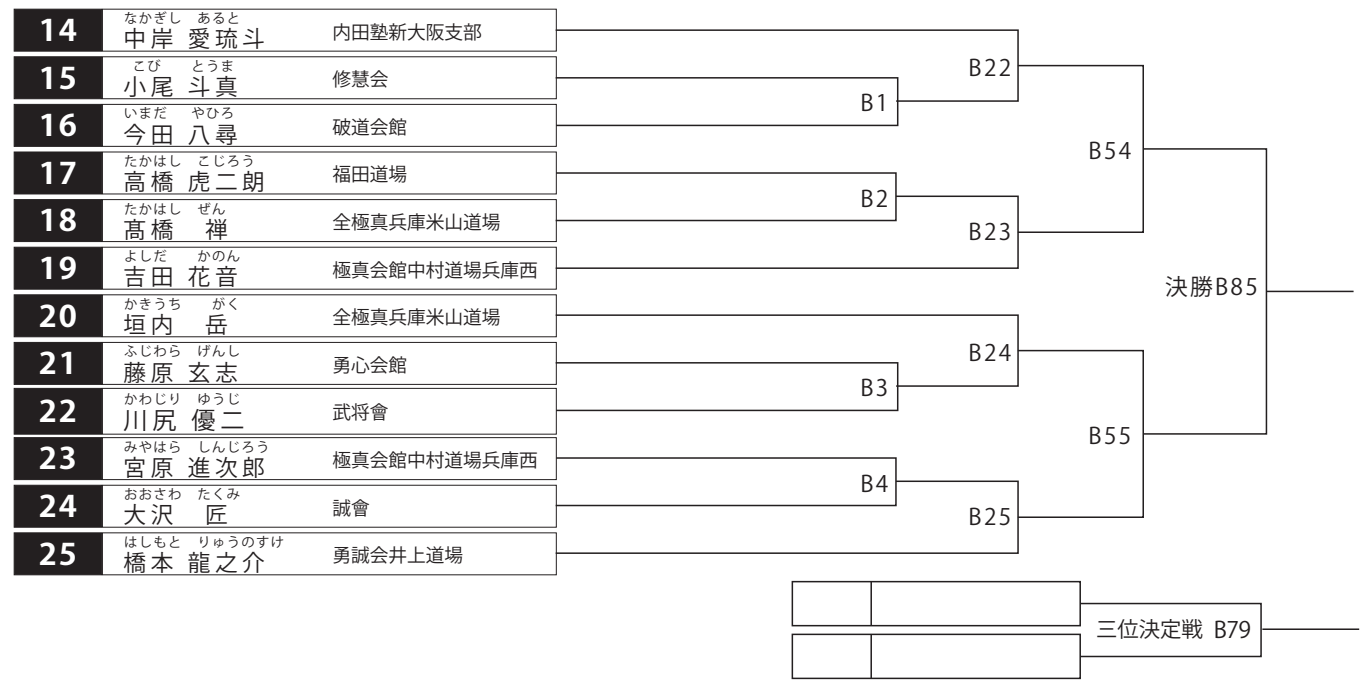 なかぎし あると
14 中岸 愛琉斗 内田塾新大阪支部
こび とうま
15 小尾 斗真 修慧会
いまだ やひろ
16 今田 八尋 破道会館
たかはし こじろう
17 高橋 虎二朗 福田道場
たかはし ぜん
18 髙橋 禅 全極真兵庫米山道場
よしだ かのん
19 吉田 花音 極真会館中村道場兵庫西
かきうち がく
20 垣内 岳 全極真兵庫米山道場
ふじわら げんし
21 藤原 玄志 勇心会館
かわじり ゆうじ
22 川尻 優二 武将會
みやはら しんじろう
23 宮原 進次郎 極真会館中村道場兵庫西
おおさわ たくみ
24 大沢 匠 誠會
はしもと りゅうのすけ
25 橋本 龍之介 勇誠会井上道場
B1
B2
B3
B4
B22
B23
B24
B25
B54
B55
決勝B85
三位決定戦 B79